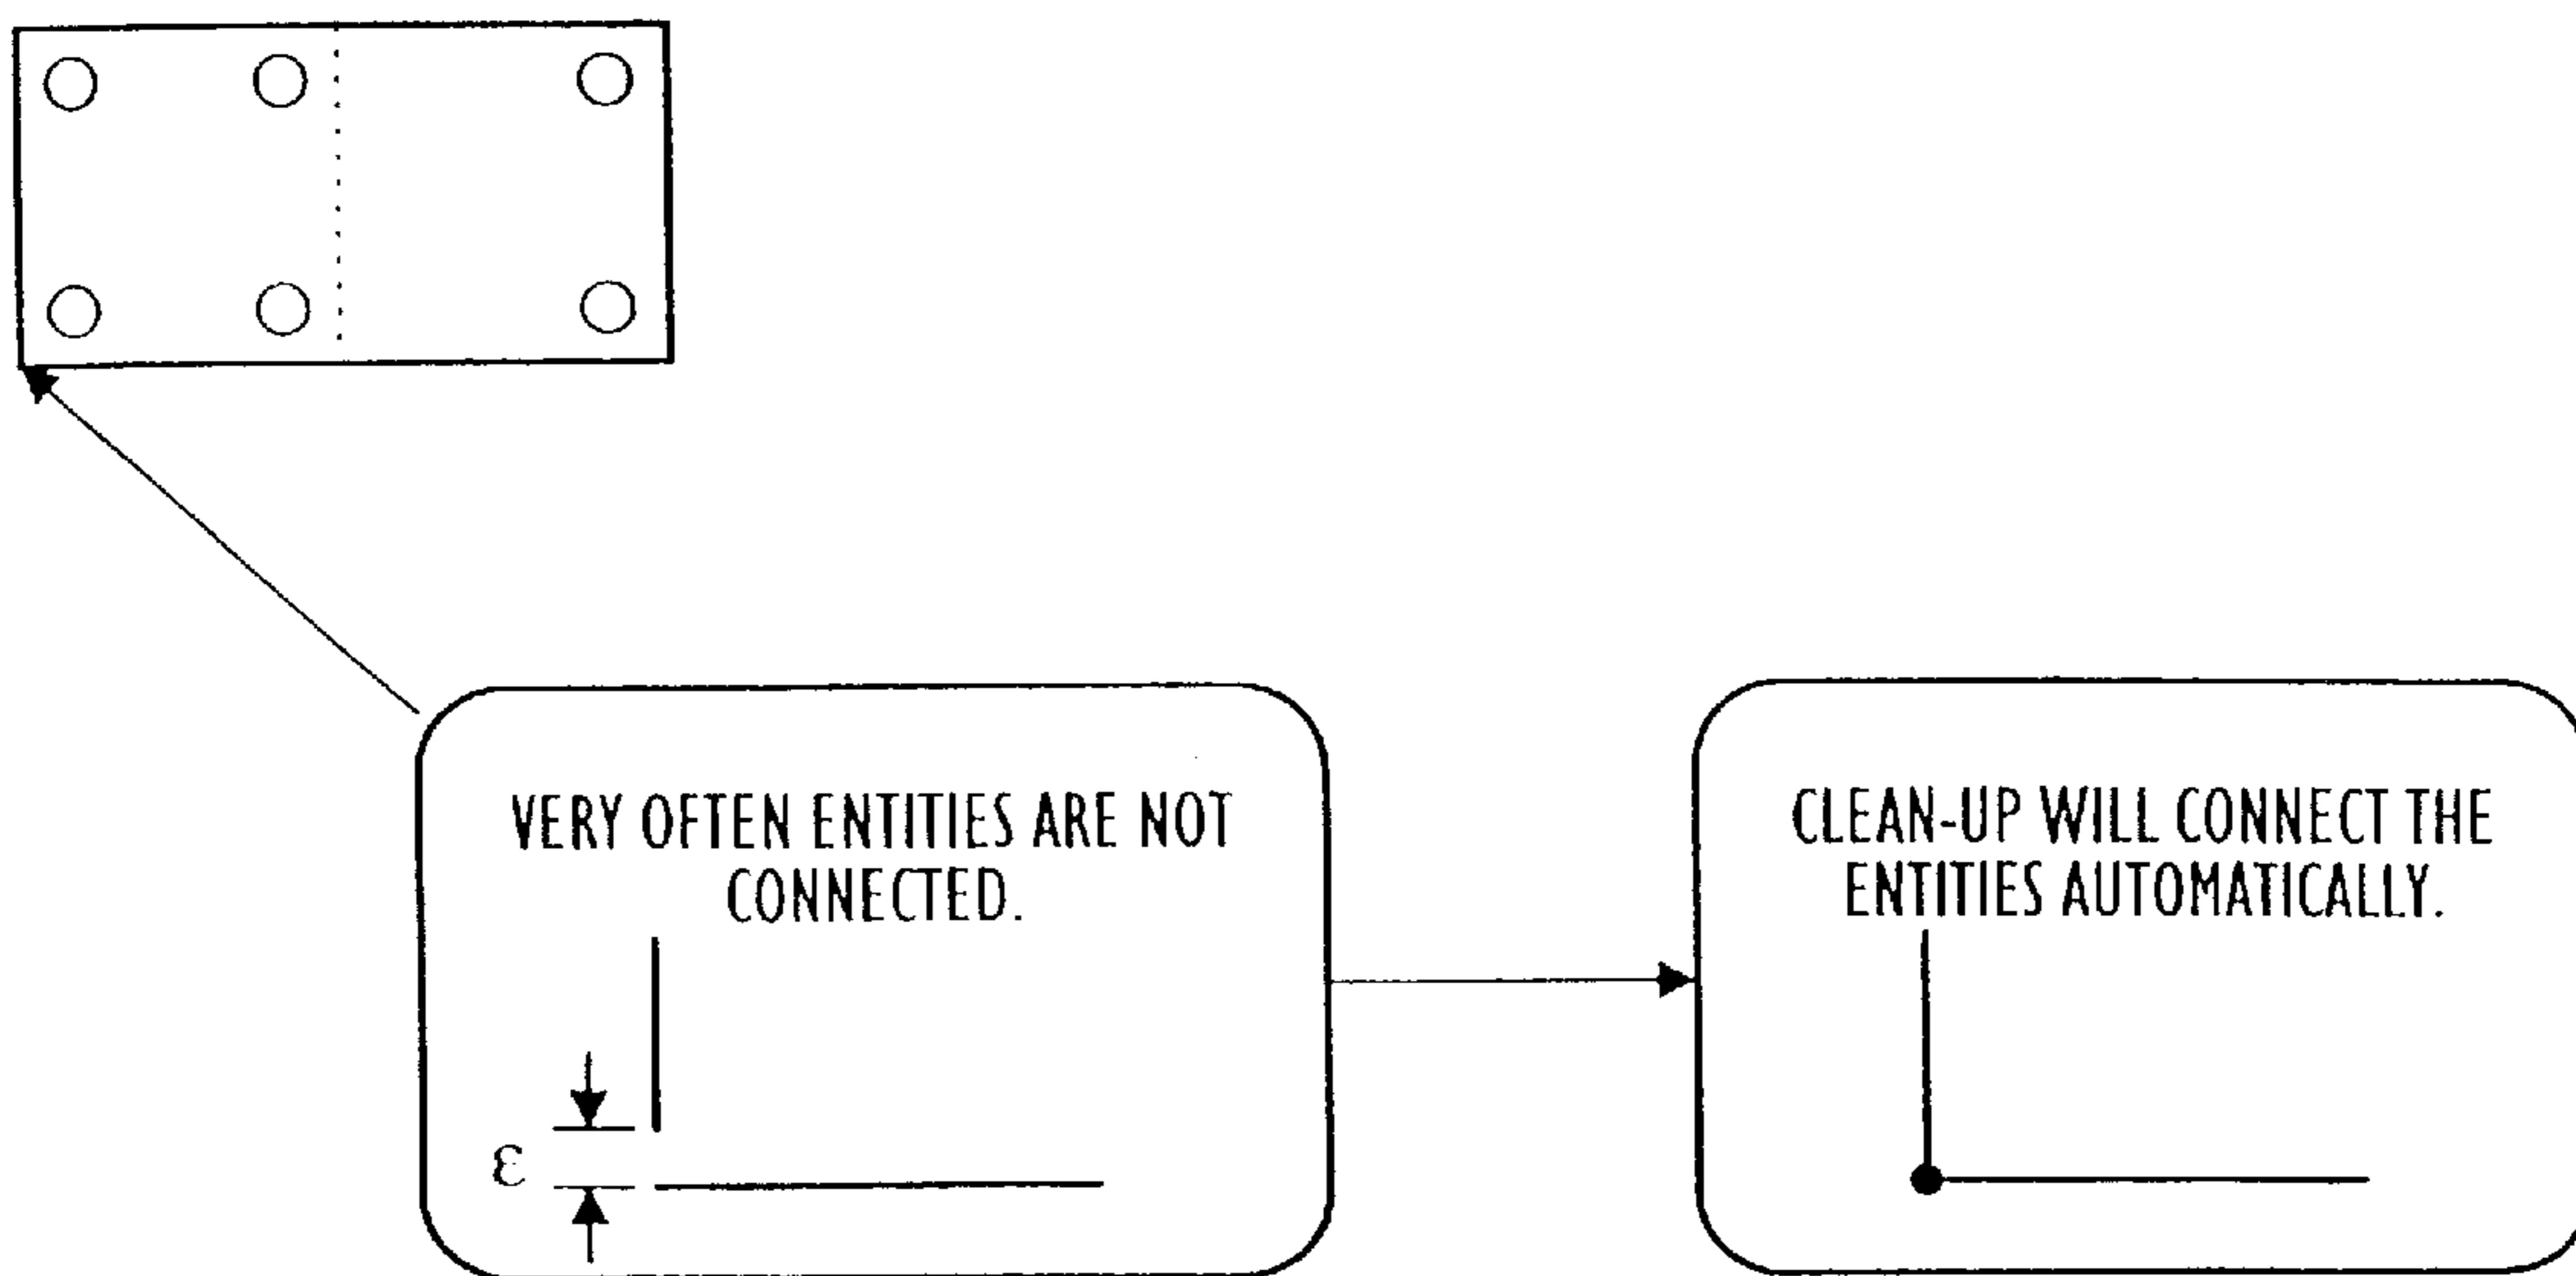 VERY OFTEN ENTITIES ARE NOT
CONNECTED.
ε
CLEAN-UP WILL CONNECT THE
ENTITIES AUTOMATICALLY.